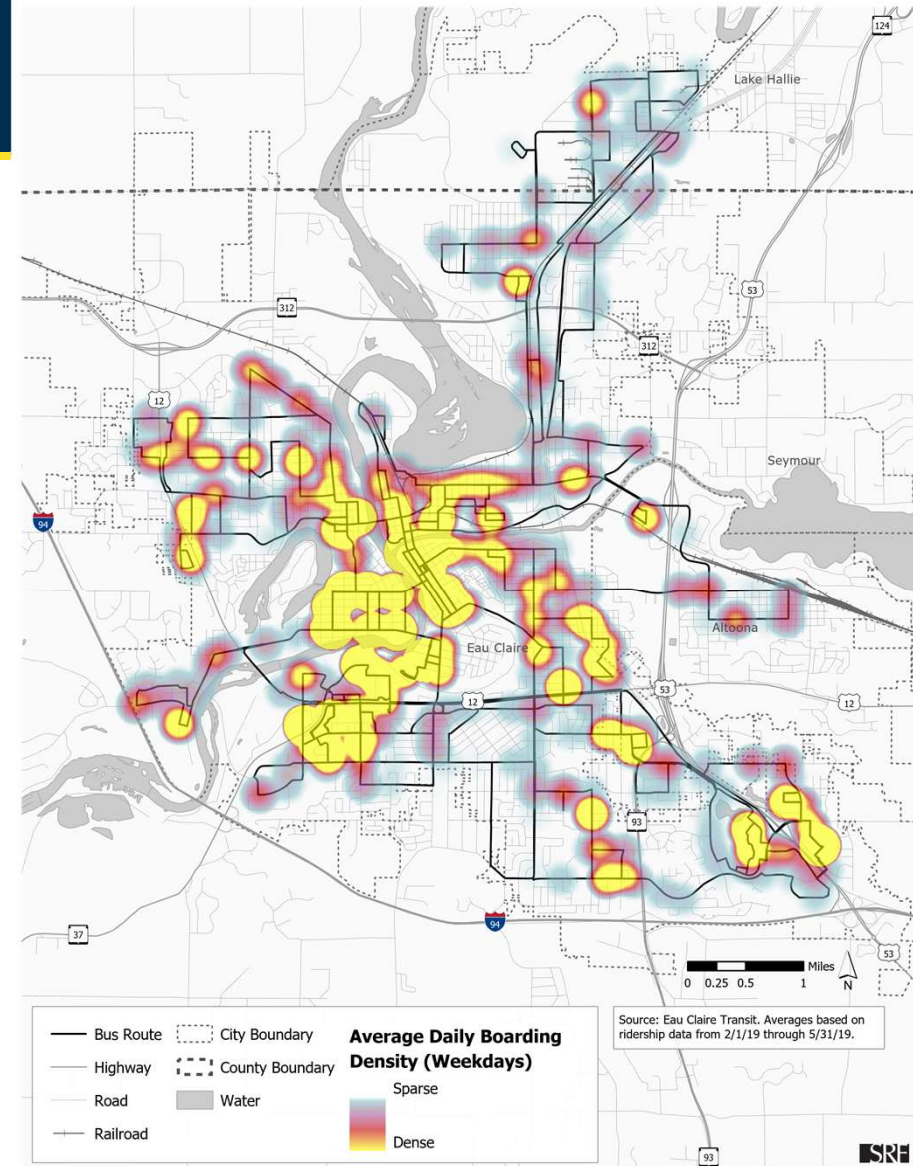 124
Lake Hallie
53
312
312
12
Seymour
94
Altoona
Eau Claire
53
12
12
93
94
37
53
Miles
0 0.25 0.5 1
N
Bus Route
City Boundary
Highway
County Boundary
Road
Water
Railroad
Average Daily Boarding
Density (Weekdays)
Sparse
Dense
Source: Eau Claire Transit. Averages based on
ridership data from 2/1/19 through 5/31/19.
93
SRF